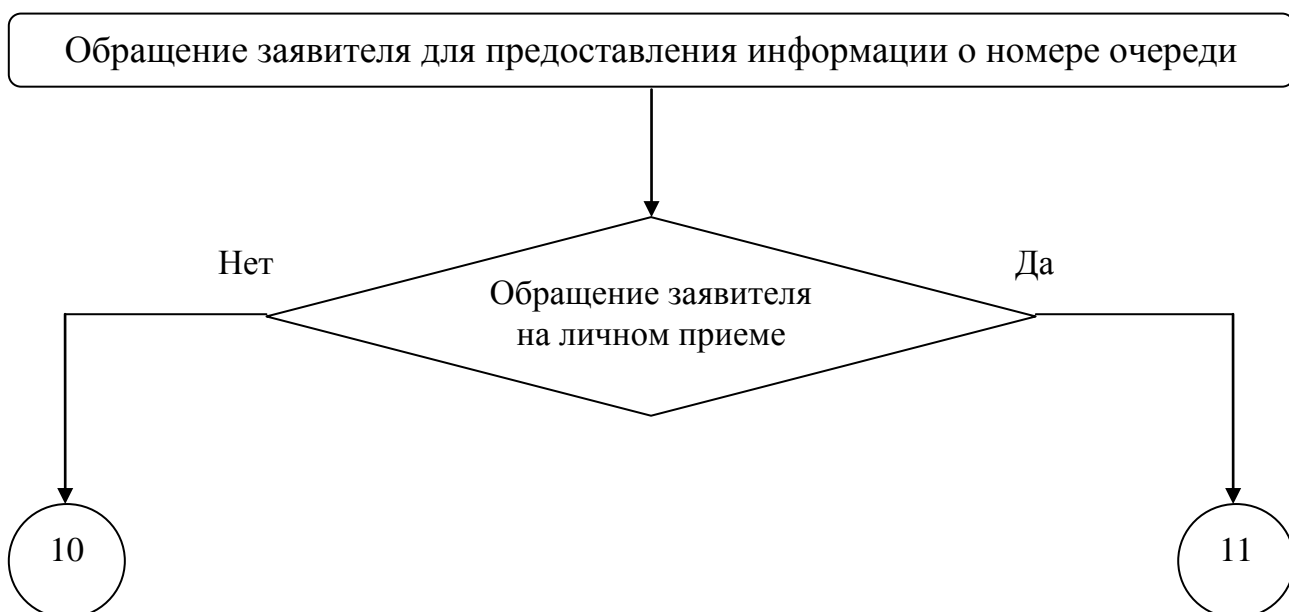 Обращение заявителя для предоставления информации о номере очереди
Нет
Да
Обращение заявителя
на личном приеме
10
11